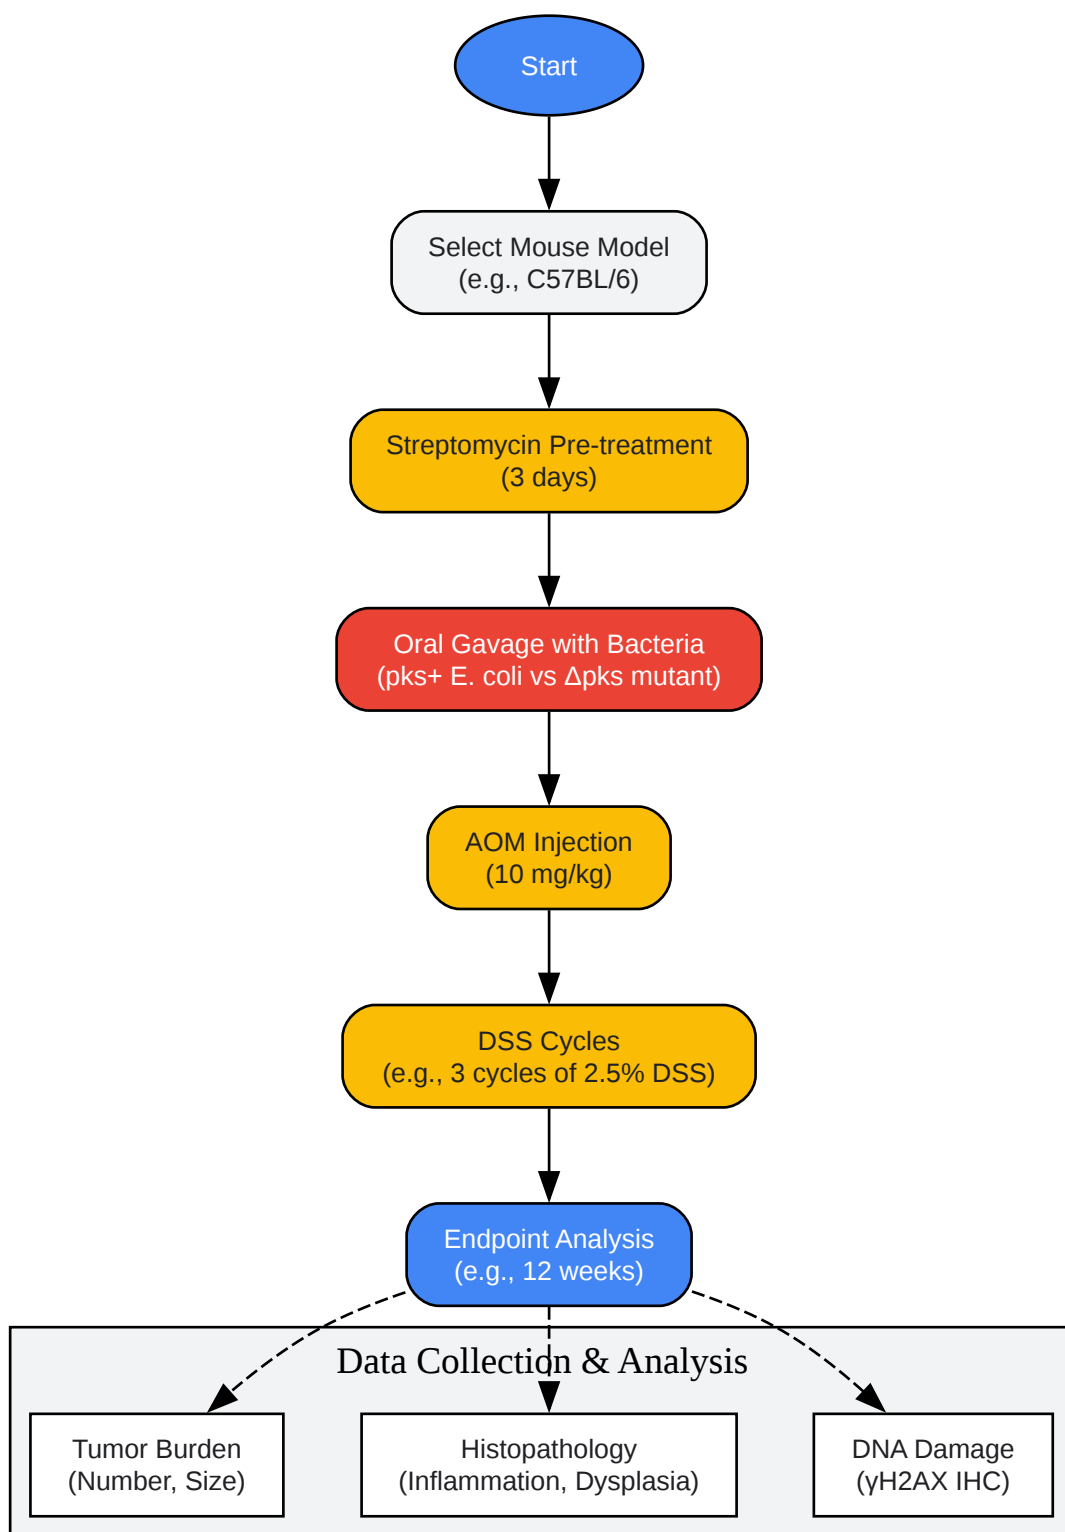 Start
Select Mouse Model
(e.g., C57BL/6)
Streptomycin Pre-treatment
(3 days)
Oral Gavage with Bacteria
(pks+ E. coli vs Δpks mutant)
AOM Injection
(10 mg/kg)
DSS Cycles
(e.g., 3 cycles of 2.5% DSS)
Endpoint Analysis
(e.g., 12 weeks)
Data Collection & Analysis
Tumor Burden
(Number, Size)
Histopathology
(Inflammation, Dysplasia)
DNA Damage
(γH2AX IHC)